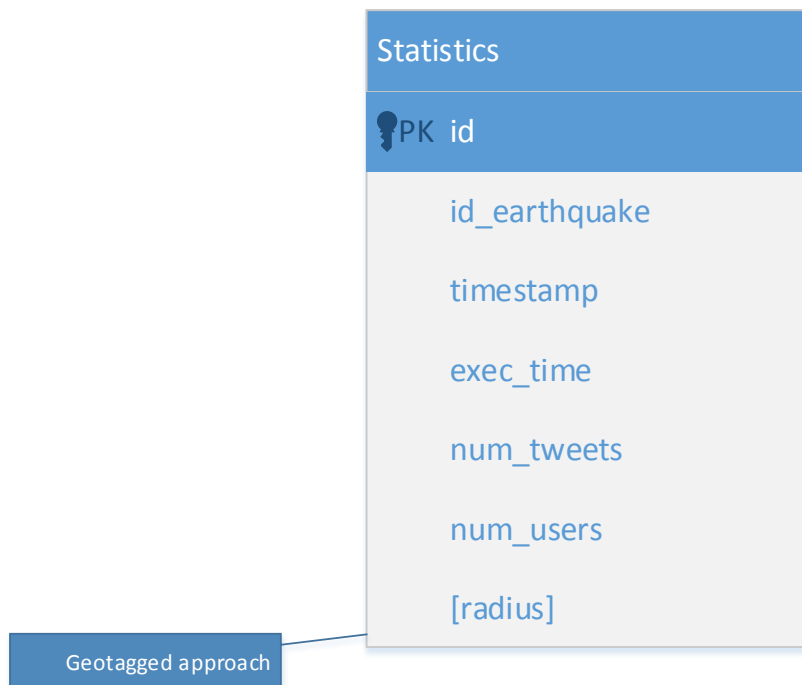 Statistics
PK id
id_earthquake
timestamp
exec_time
num_tweets
num_users
[radius]
Geotagged approach